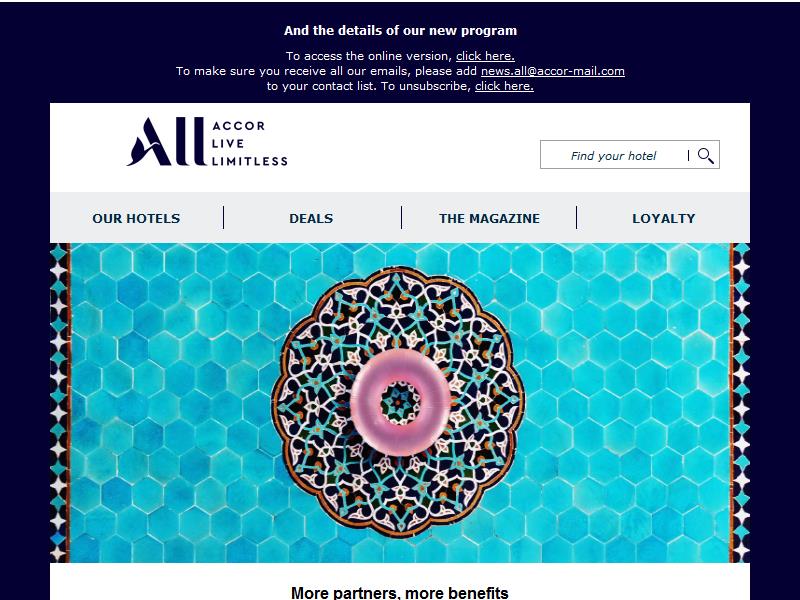 And the details of our new program
To access the online version, click here.
To make sure you receive all our emails, please add news.all@accor-mail.com
to your contact list. To unsubscribe, click here.
All ACCOR
LIVE
LIMITLESS
Find your hotel
OUR HOTELS
DEALS
THE MAGAZINE
LOYALTY
More partners, more benefits